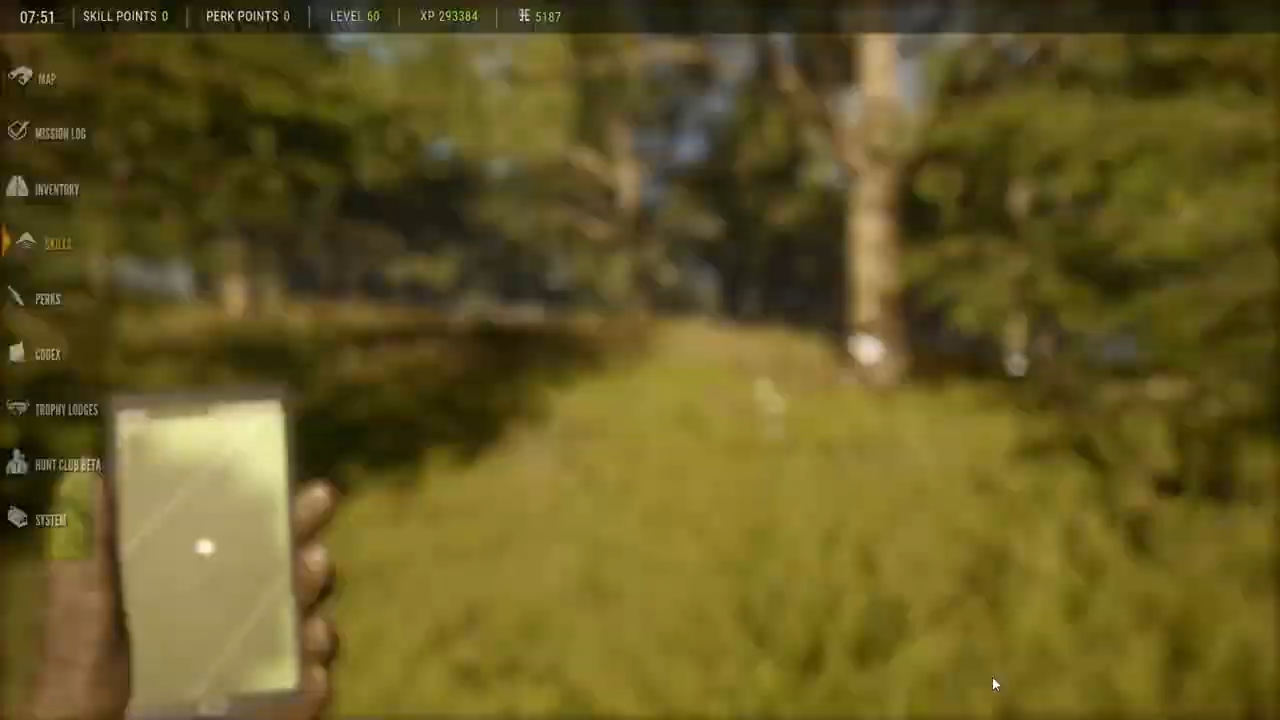 07:51 SKILL POINTS 0 PERK POINTS 0 LEVEL 60 XP 293384 5187
MAP
MISSION LOG
INVENTORY
SKILLS
PERKS
CODEX
TROPHY LODGES
HUNT CLUB BETA
SYSTEM